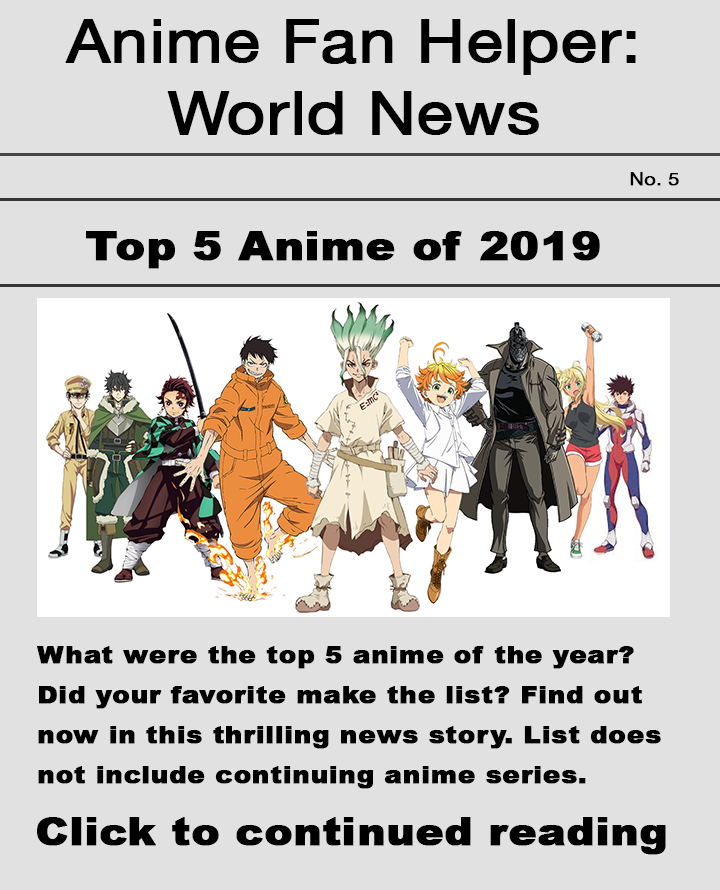 Anime Fan Helper:
World News
No. 5
Top 5 Anime of 2019
E=mc²
What were the top 5 anime of the year?
Did your favorite make the list? Find out
now in this thrilling news story. List does
not include continuing anime series.
Click to continued reading